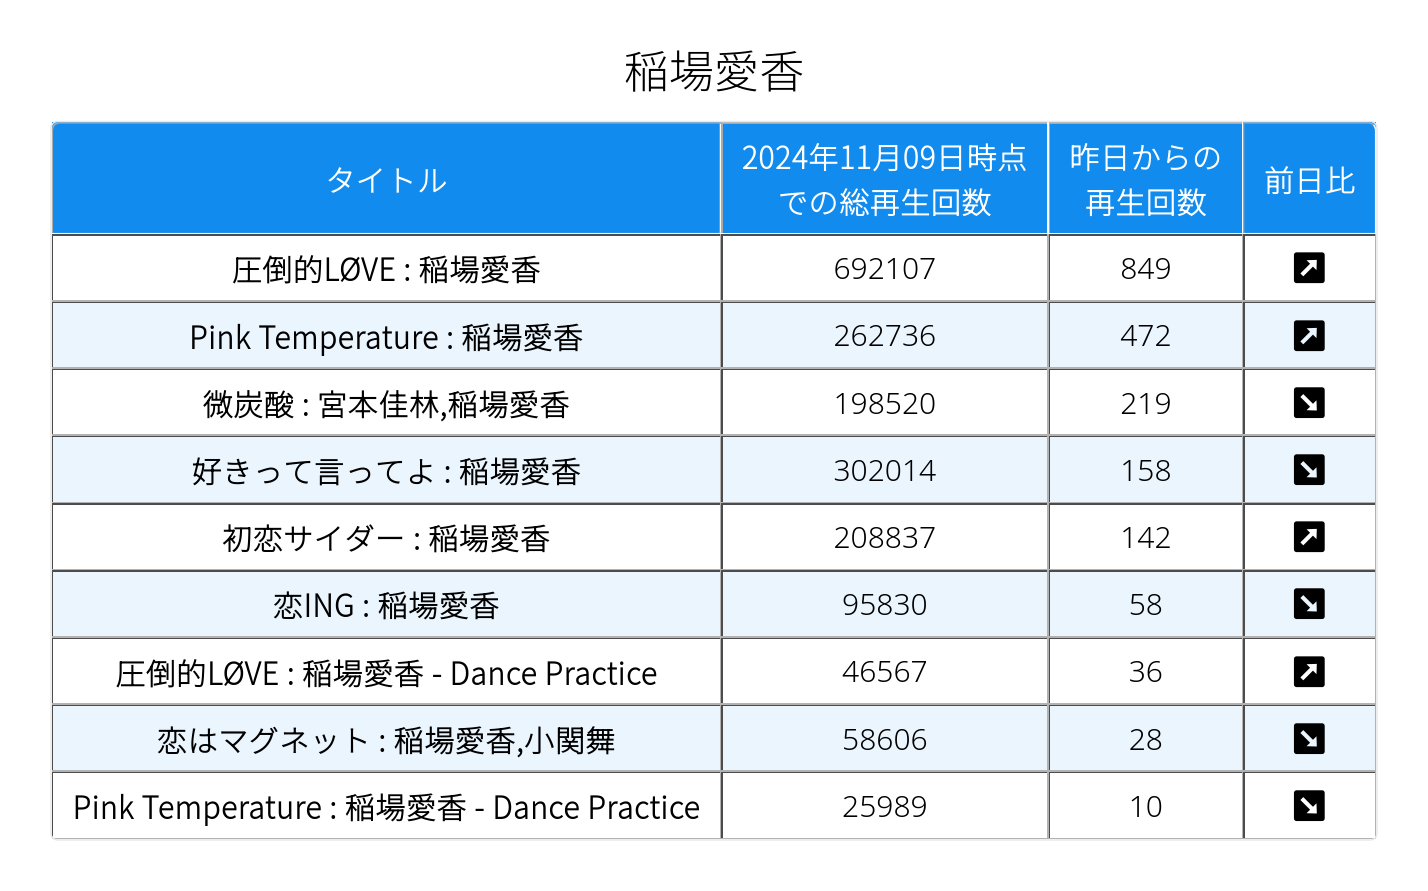 稲場愛香
タイトル
2024年11月09日時点
での総再生回数
昨日からの
再生回数
前日比
圧倒的LØVE : 稲場愛香 692107 849
Pink Temperature : 稲場愛香 262736 472
微炭酸 : 宮本佳林,稲場愛香 198520 219
好きって言ってよ : 稲場愛香 302014 158
初恋サイダー : 稲場愛香 208837 142
恋ING : 稲場愛香 95830 58
圧倒的LØVE : 稲場愛香 - Dance Practice 46567 36
恋はマグネット : 稲場愛香,小関舞 58606 28
Pink Temperature : 稲場愛香 - Dance Practice 25989 10